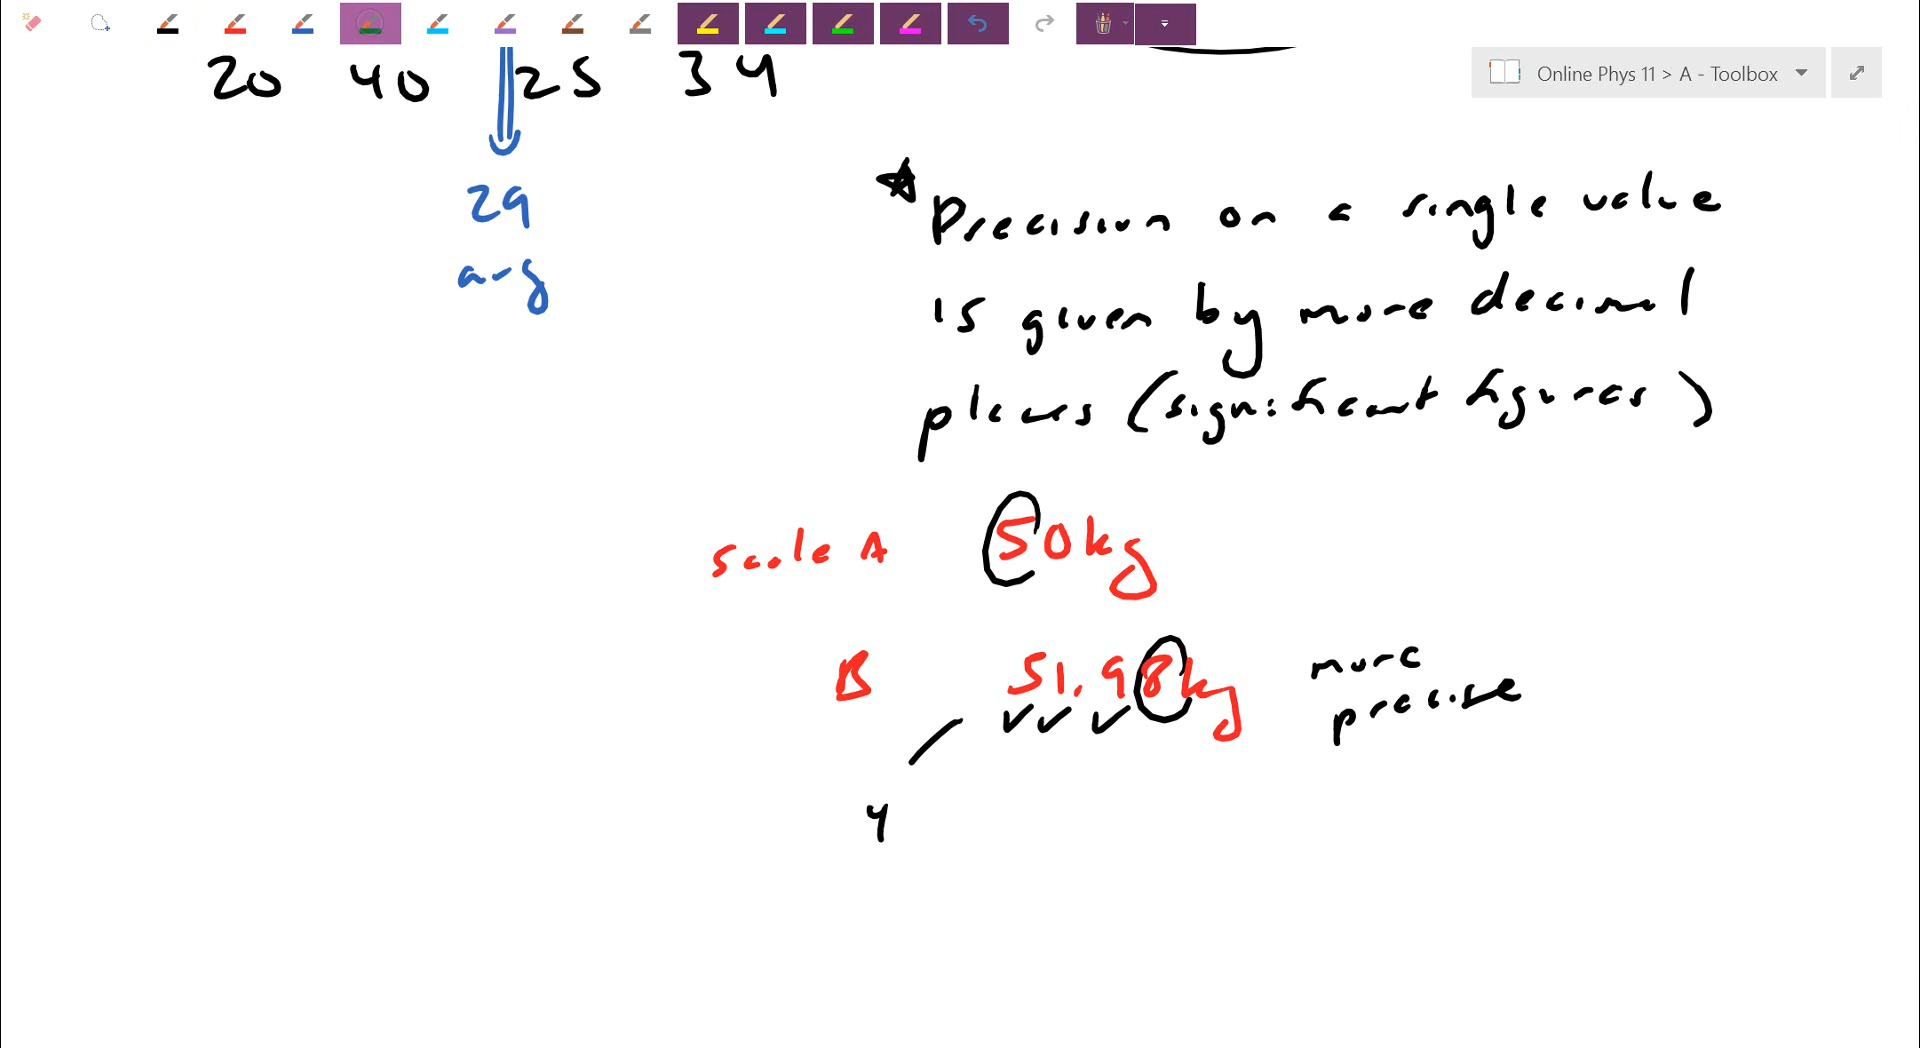 20 40 25 34
Online Phys 11 > A - Toolbox
29
avg
Precision on a single value
is given by more decimal
places (significant figures)
scale A 50kg
B 51.98kg more
precise
4